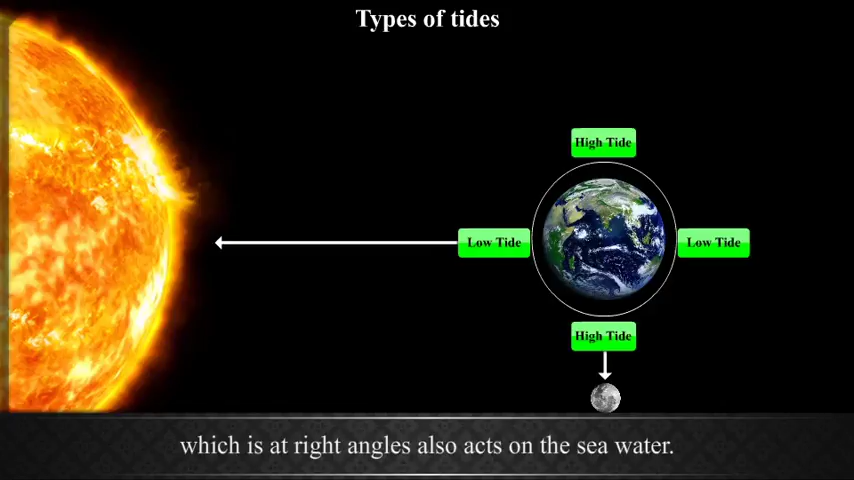 Types of tides
High Tide
Low Tide
Low Tide
High Tide
which is at right angles also acts on the sea water.